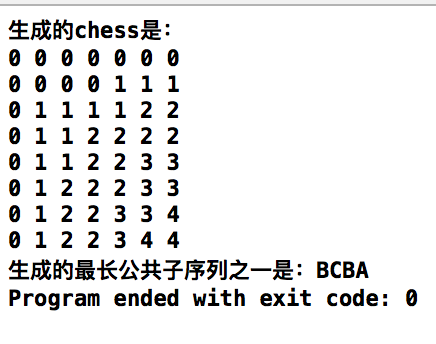 生成的chess是：
0 0 0 0 0 0 0
0 0 0 0 1 1 1
0 1 1 1 1 2 2
0 1 1 2 2 2 2
0 1 1 2 2 3 3
0 1 2 2 2 3 3
0 1 2 2 3 3 4
0 1 2 2 3 4 4
生成的最长公共子序列之一是：BCBA
Program ended with exit code: 0